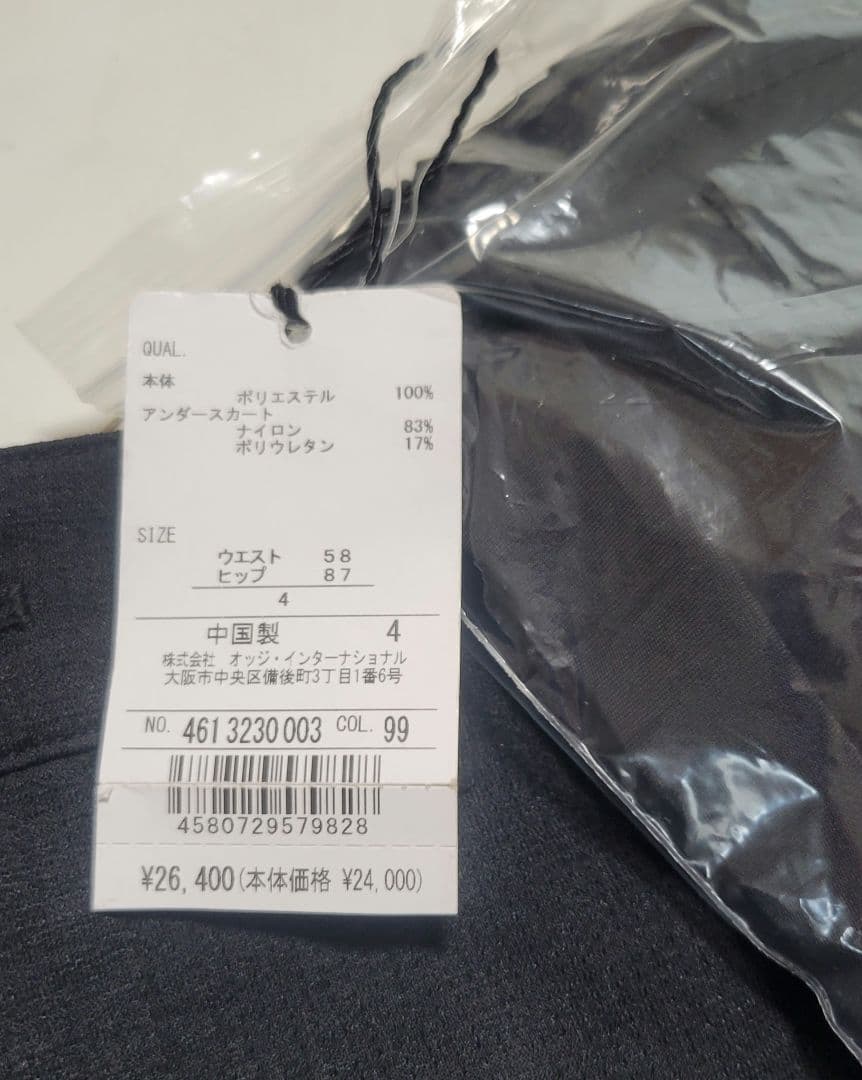 QUAL.
本体
ポリエステル 100%
アンダースカート
ナイロン 83%
ポリウレタン 17%
SIZE
ウエスト 58
ヒップ 87
4
中国製 4
株式会社 オッジ・インターナショナル
大阪市中央区備後町3丁目1番6号
NO. 461 3230 003 COL. 99
4580729579828
¥26,400(本体価格 ¥24,000)